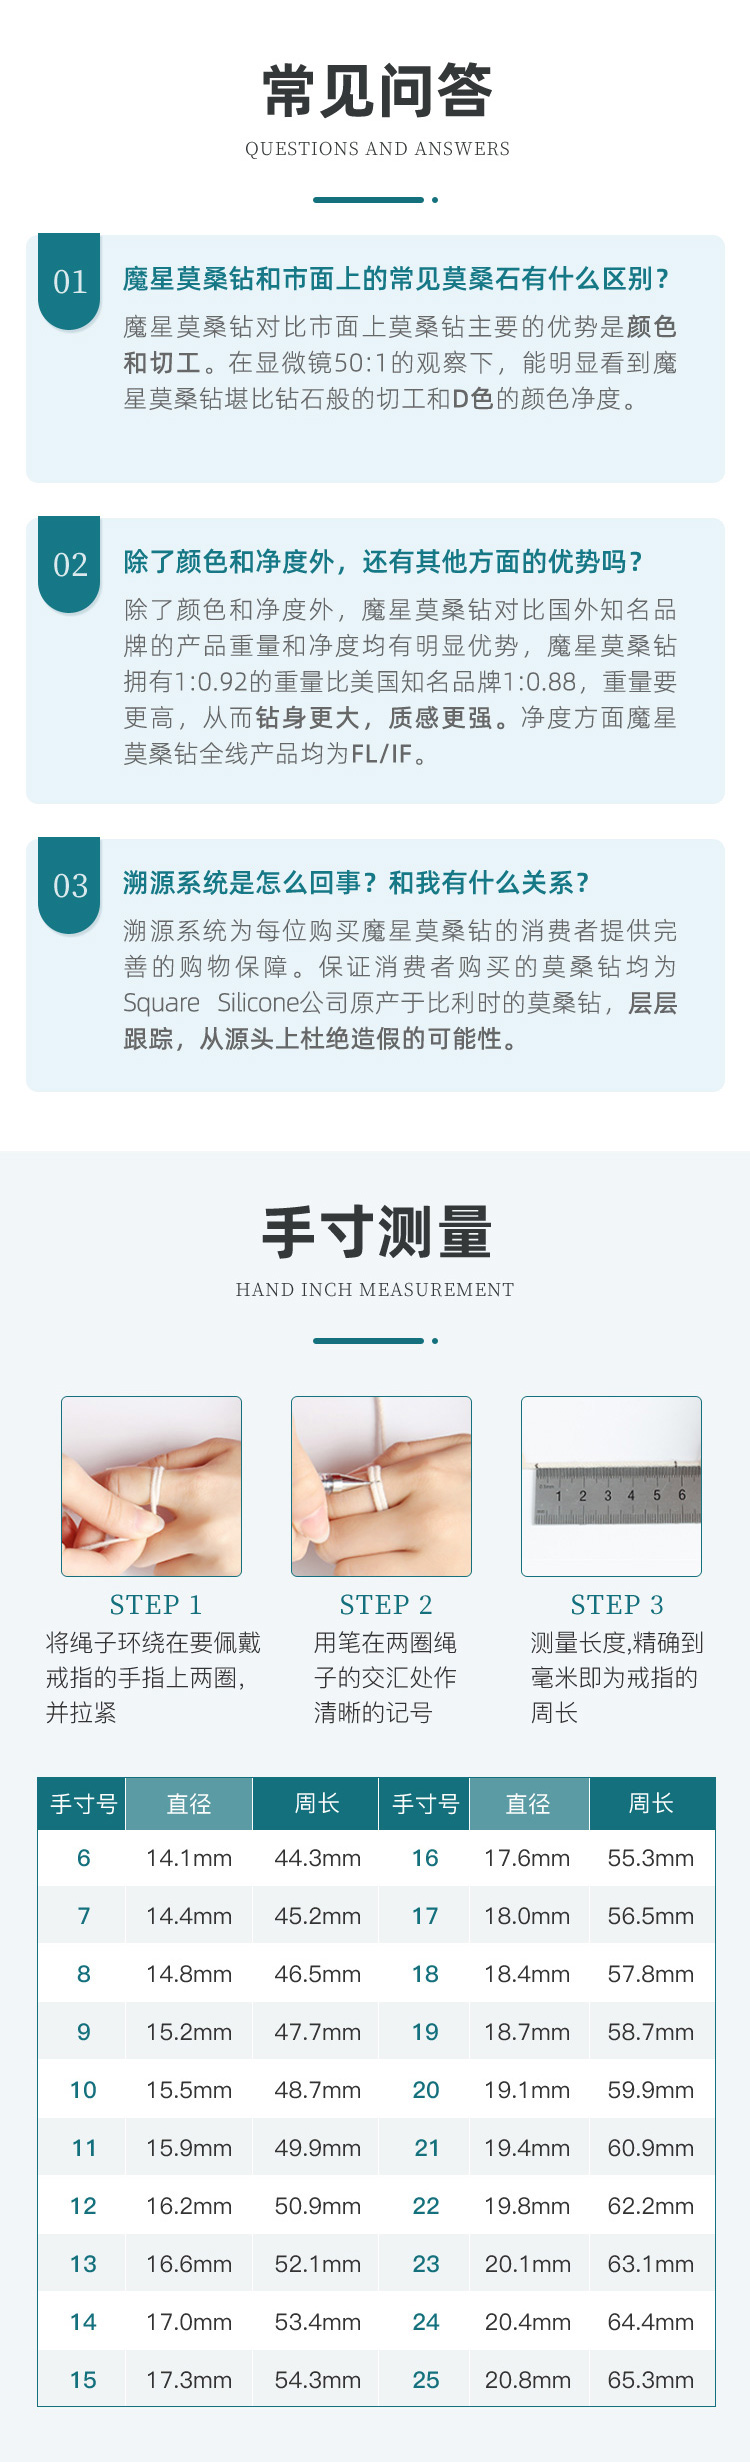 常见问答
QUESTIONS AND ANSWERS
01
魔星莫桑钻和市面上的常见莫桑石有什么区别？
魔星莫桑钻对比市面上莫桑钻主要的优势是颜色
和切工。在显微镜50:1的观察下，能明显看到魔
星莫桑钻堪比钻石般的切工和D色的颜色净度。
02
除了颜色和净度外，还有其他方面的优势吗？
除了颜色和净度外，魔星莫桑钻对比国外知名品
牌的产品重量和净度均有明显优势，魔星莫桑钻
拥有1:0.92的重量比美国知名品牌1:0.88，重量要
更高，从而钻身更大，质感更强。净度方面魔星
莫桑钻全线产品均为FL/IF。
03
溯源系统是怎么回事？和我有什么关系？
溯源系统为每位购买魔星莫桑钻的消费者提供完
善的购物保障。保证消费者购买的莫桑钻均为
Square Silicone公司原产于比利时的莫桑钻，层层
跟踪，从源头上杜绝造假的可能性。
手寸测量
HAND INCH MEASUREMENT
1 2 3 4 5 6
STEP 1
将绳子环绕在要佩戴
戒指的手指上两圈，
并拉紧
STEP 2
用笔在两圈绳
子的交汇处作
清晰的记号
STEP 3
测量长度,精确到
毫米即为戒指的
周长
手寸号 直径 周长 手寸号 直径 周长
6 14.1mm 44.3mm 16 17.6mm 55.3mm
7 14.4mm 45.2mm 17 18.0mm 56.5mm
8 14.8mm 46.5mm 18 18.4mm 57.8mm
9 15.2mm 47.7mm 19 18.7mm 58.7mm
10 15.5mm 48.7mm 20 19.1mm 59.9mm
11 15.9mm 49.9mm 21 19.4mm 60.9mm
12 16.2mm 50.9mm 22 19.8mm 62.2mm
13 16.6mm 52.1mm 23 20.1mm 63.1mm
14 17.0mm 53.4mm 24 20.4mm 64.4mm
15 17.3mm 54.3mm 25 20.8mm 65.3mm